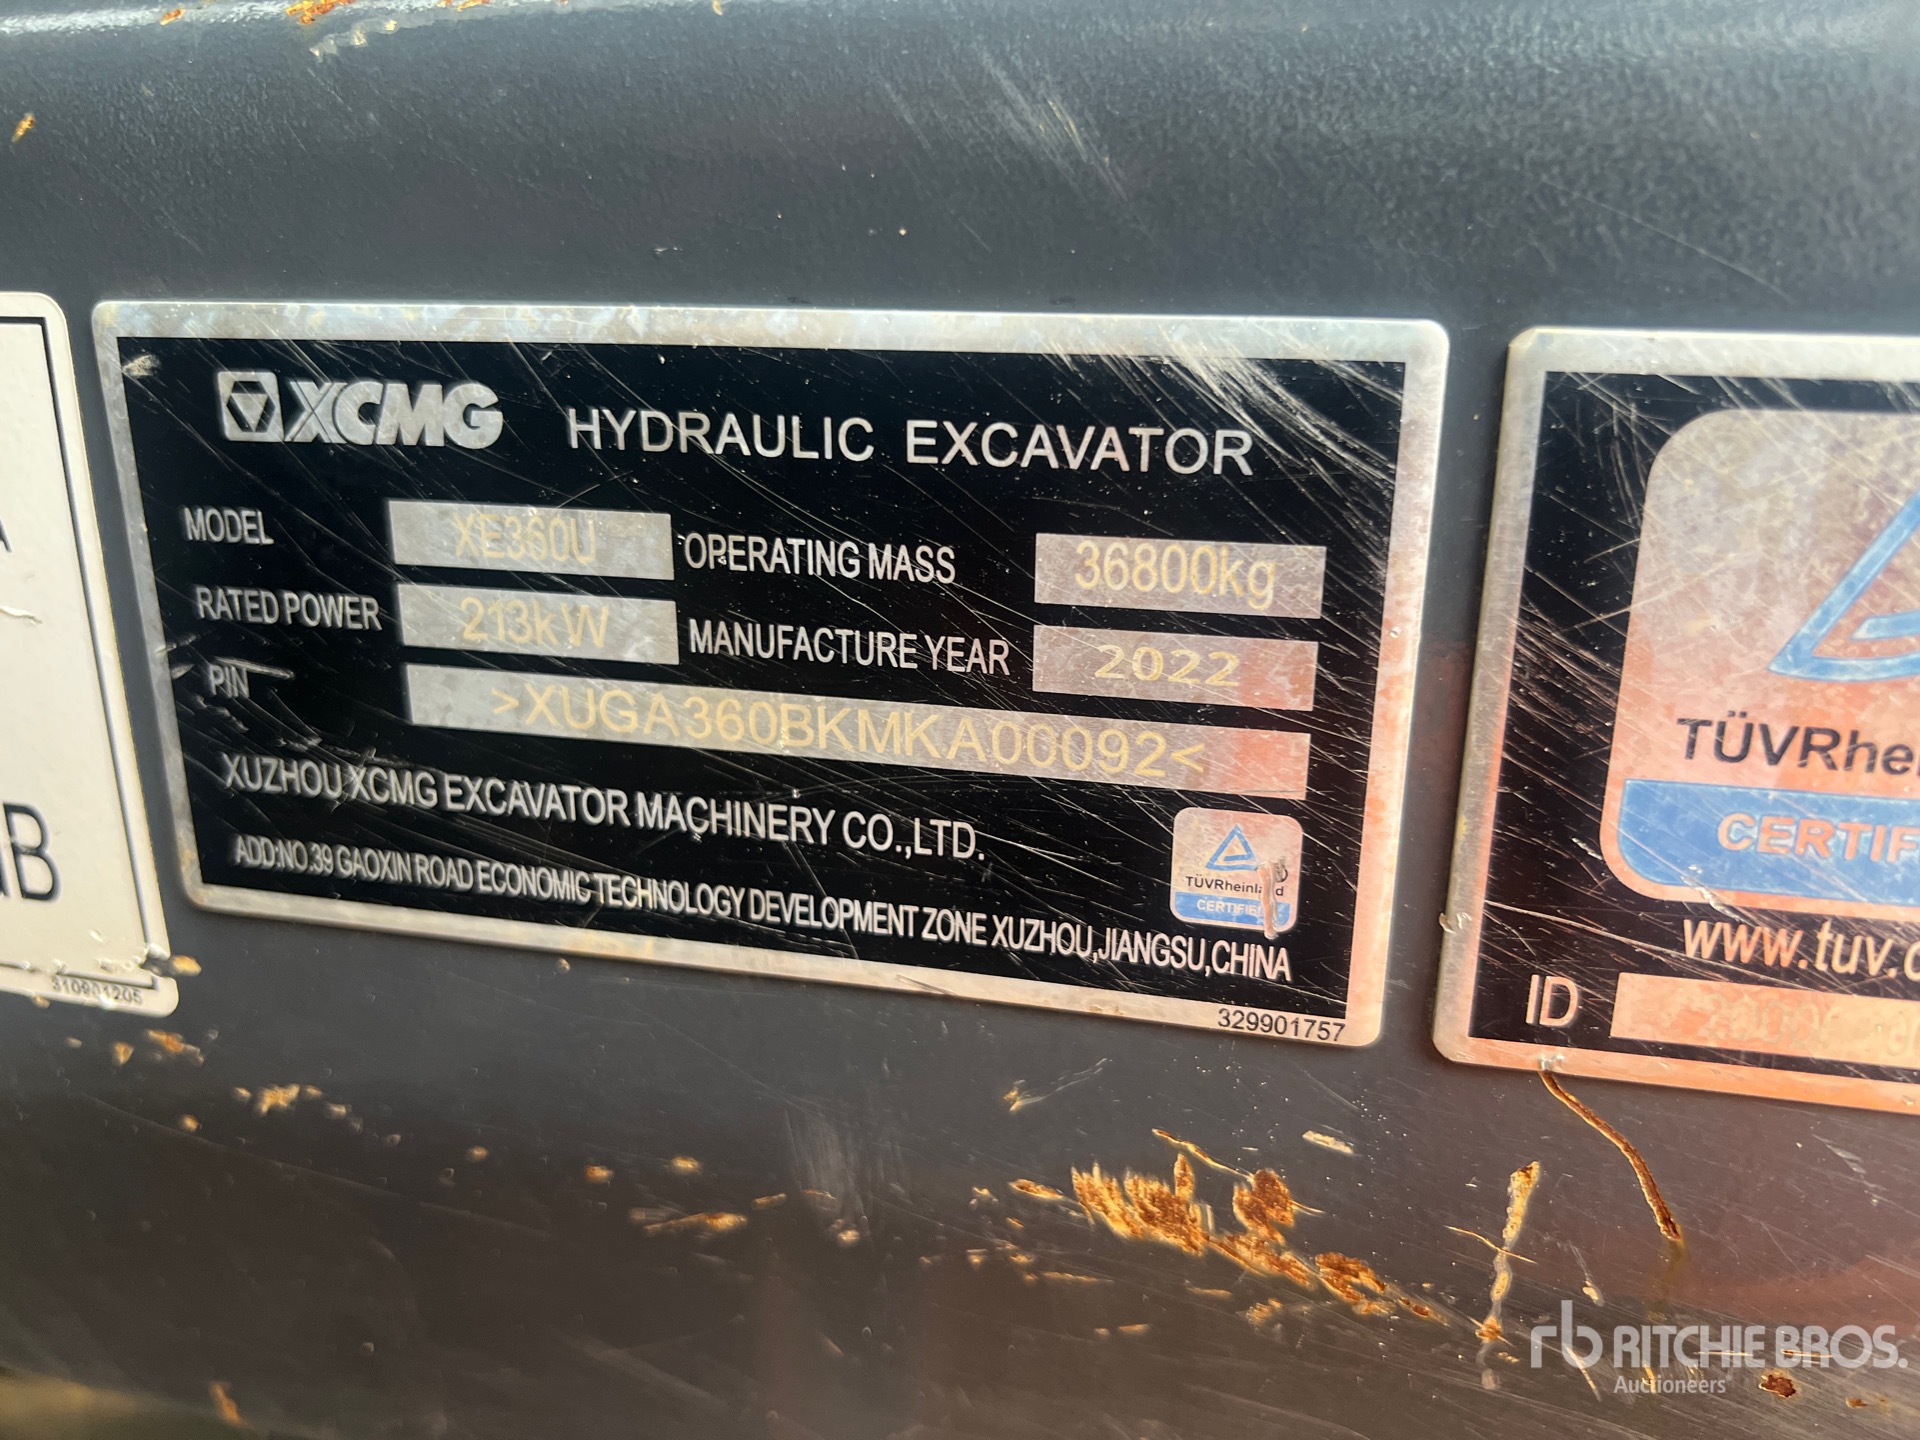 XCMG HYDRAULIC EXCAVATOR
MODEL XE360U OPERATING MASS 36800kg
RATED POWER 213kW MANUFACTURE YEAR 2022
PIN >XUGA360BKMKA00092<
XUZHOU XCMG EXCAVATOR MACHINERY CO.,LTD.
ADD:NO.39 GAOXIN ROAD ECONOMIC TECHNOLOGY DEVELOPMENT ZONE XUZHOU,JIANGSU,CHINA
TÜVRheinland
CERTIFIED
329901757
310901205
TÜVRhei
CERTIF
www.tuv.c
ID
rb RITCHIE BROS.
Auctioneers